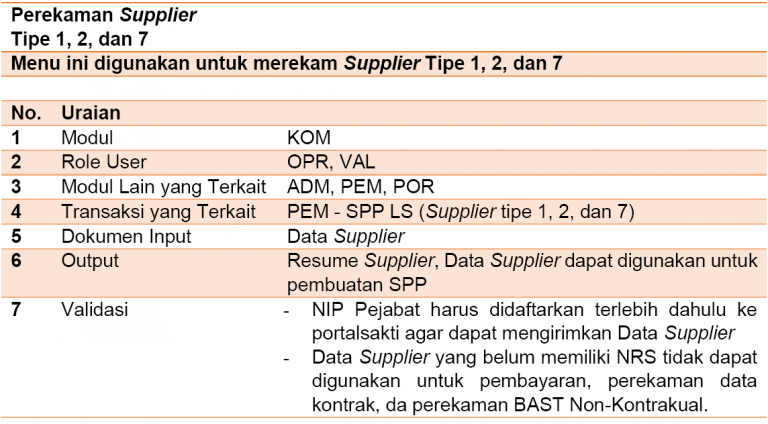 Perekaman Supplier
Tipe 1, 2, dan 7
Menu ini digunakan untuk merekam Supplier Tipe 1, 2, dan 7
No. Uraian
1 Modul KOM
2 Role User OPR, VAL
3 Modul Lain yang Terkait ADM, PEM, POR
4 Transaksi yang Terkait PEM - SPP LS (Supplier tipe 1, 2, dan 7)
5 Dokumen Input Data Supplier
6 Output Resume Supplier, Data Supplier dapat digunakan untuk
pembuatan SPP
7 Validasi - NIP Pejabat harus didaftarkan terlebih dahulu ke
portalsakti agar dapat mengirimkan Data Supplier
- Data Supplier yang belum memiliki NRS tidak dapat
digunakan untuk pembayaran, perekaman data
kontrak, da perekaman BAST Non-Kontrakual.